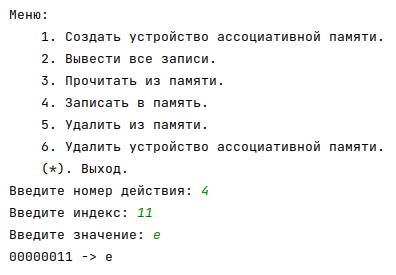 Меню:
1. Создать устройство ассоциативной памяти.
2. Вывести все записи.
3. Прочитать из памяти.
4. Записать в память.
5. Удалить из памяти.
6. Удалить устройство ассоциативной памяти.
(*). Выход.
Введите номер действия: 4
Введите индекс: 11
Введите значение: e
00000011 -> e